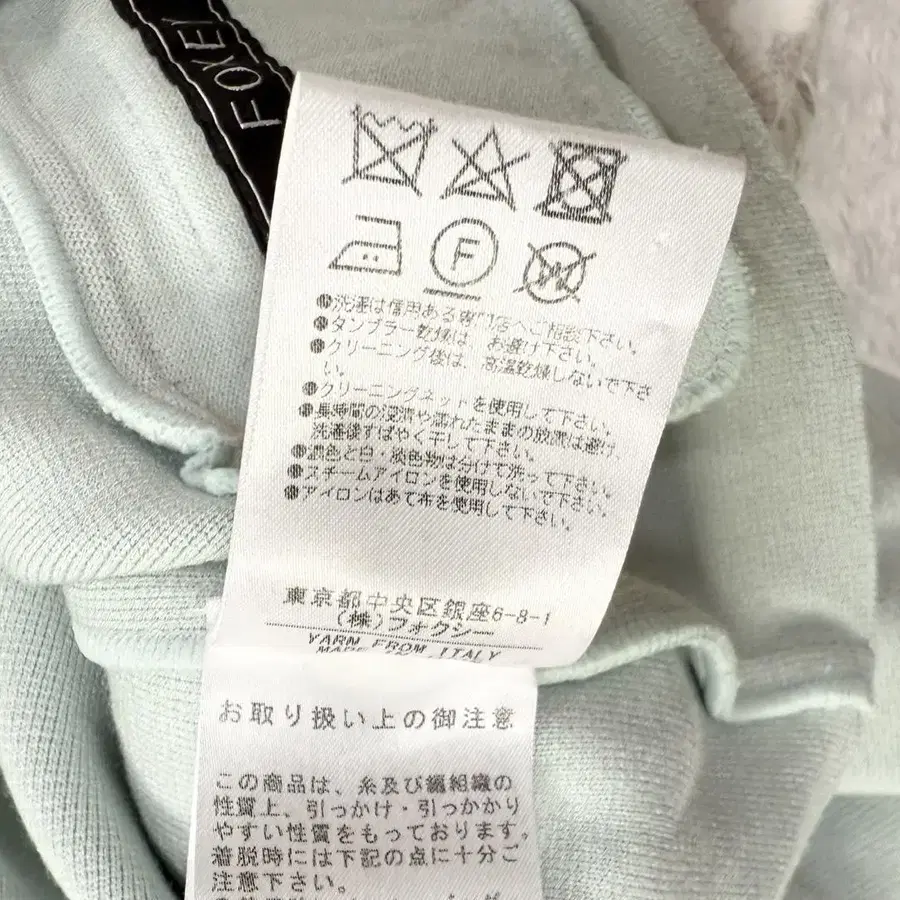 FOXEY
F
W
●洗濯は信用ある専門店へご相談下さい。
●タンブラー乾燥は、お避け下さい。
●クリーニング後は、高温乾燥しないで下さ
い。
●クリーニングネットを使用して下さい。
●長時間の浸漬や濡れたままの放置は避け、
洗濯後すばやく干して下さい。
●濃色と白・淡色物は分けて洗って下さい。
●スチームアイロンを使用しないで下さい。
●アイロンはあて布を使用して下さい。
東京都中央区銀座6-8-1
(株)フォクシー
YARN FROM ITALY
MADE IN
お取り扱い上の御注意
この商品は、糸及び編組織の
性質上、引っかけ・引っかかり
やすい性質をもっております。
着脱時には下記の点に十分ご
注意下さい。